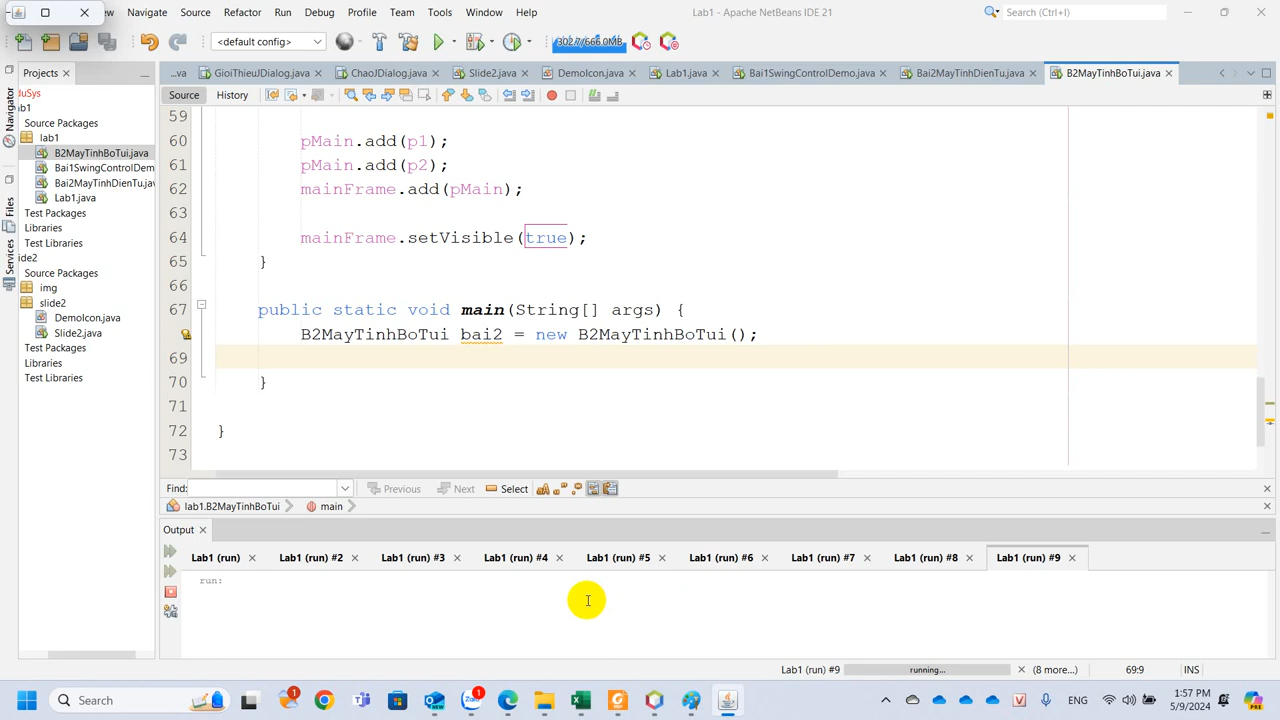 Navigate Source Refactor Run Debug Profile Team Tools Window Help
Lab1 - Apache NetBeans IDE 21
Search (Ctrl+I)
<default config>
302.7/666.0MB
...va GioiThieuJDialog.java ChaoJDialog.java Slide2.java DemoIcon.java Lab1.java Bai1SwingControlDemo.java Bai2MayTinhDienTu.java B2MayTinhBoTui.java
Projects
Source History
duSys
ab1
Source Packages
lab1
B2MayTinhBoTui.java
Bai1SwingControlDem
Bai2MayTinhDienTu.jav
Lab1.java
Test Packages
Libraries
Test Libraries
ide2
Source Packages
img
slide2
DemoIcon.java
Slide2.java
Test Packages
Libraries
Test Libraries
Navigator
Files
Services
59
60 pMain.add(p1);
61 pMain.add(p2);
62 mainFrame.add(pMain);
63
64 mainFrame.setVisible(true);
65 }
66
67 public static void main(String[] args) {
B2MayTinhBoTui bai2 = new B2MayTinhBoTui();
69
70 }
71
72 }
73
Find: Previous Next Select
lab1.B2MayTinhBoTui main
Output
Lab1 (run) Lab1 (run) #2 Lab1 (run) #3 Lab1 (run) #4 Lab1 (run) #5 Lab1 (run) #6 Lab1 (run) #7 Lab1 (run) #8 Lab1 (run) #9
run:
Lab1 (run) #9 running... (8 more...) 69:9 INS
Search
1
1
ENG
1:57 PM
5/9/2024